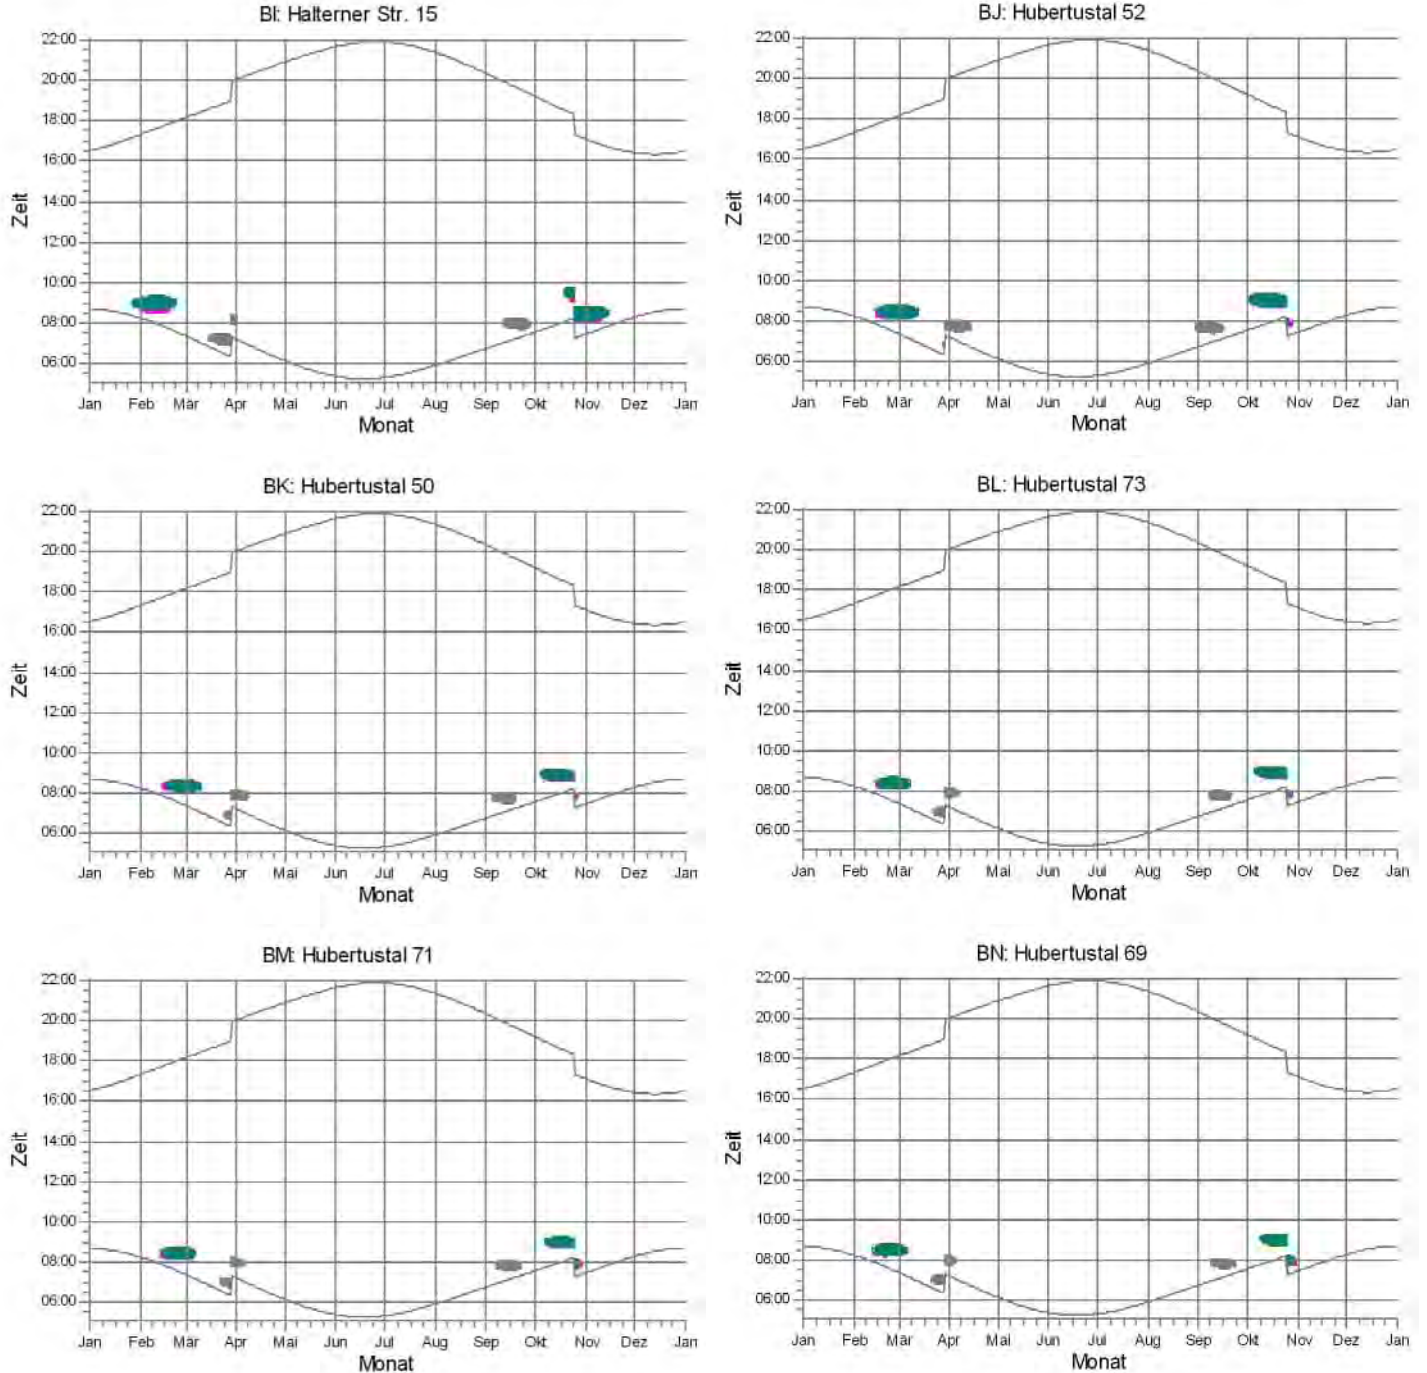 BI: Halterner Str. 15
22:00
20:00
18:00
16:00
14:00
12:00
10:00
08:00
06:00
Zeit
Jan Feb Mär Apr Mai Jun Jul Aug Sep Okt Nov Dez Jan
Monat
BJ: Hubertustal 52
22:00
20:00
18:00
16:00
14:00
12:00
10:00
08:00
06:00
Zeit
Jan Feb Mär Apr Mai Jun Jul Aug Sep Okt Nov Dez Jan
Monat
BK: Hubertustal 50
22:00
20:00
18:00
16:00
14:00
12:00
10:00
08:00
06:00
Zeit
Jan Feb Mär Apr Mai Jun Jul Aug Sep Okt Nov Dez Jan
Monat
BL: Hubertustal 73
22:00
20:00
18:00
16:00
14:00
12:00
10:00
08:00
06:00
Zeit
Jan Feb Mär Apr Mai Jun Jul Aug Sep Okt Nov Dez Jan
Monat
BM: Hubertustal 71
22:00
20:00
18:00
16:00
14:00
12:00
10:00
08:00
06:00
Zeit
Jan Feb Mär Apr Mai Jun Jul Aug Sep Okt Nov Dez Jan
Monat
BN: Hubertustal 69
22:00
20:00
18:00
16:00
14:00
12:00
10:00
08:00
06:00
Zeit
Jan Feb Mär Apr Mai Jun Jul Aug Sep Okt Nov Dez Jan
Monat